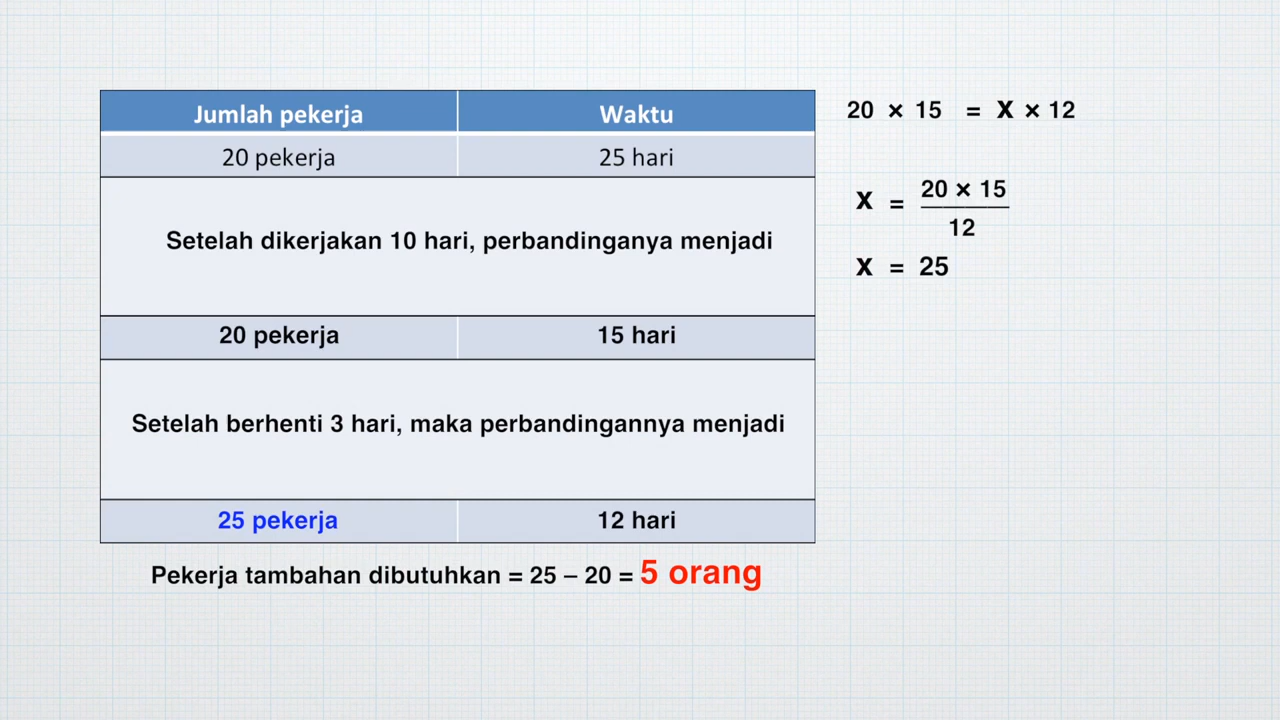 Jumlah pekerja Waktu
20 pekerja 25 hari
Setelah dikerjakan 10 hari, perbandinganya menjadi
20 pekerja 15 hari
Setelah berhenti 3 hari, maka perbandingannya menjadi
25 pekerja 12 hari
Pekerja tambahan dibutuhkan = 25 – 20 = 5 orang
20 × 15 = X × 12
X = 20 × 15
12
X = 25